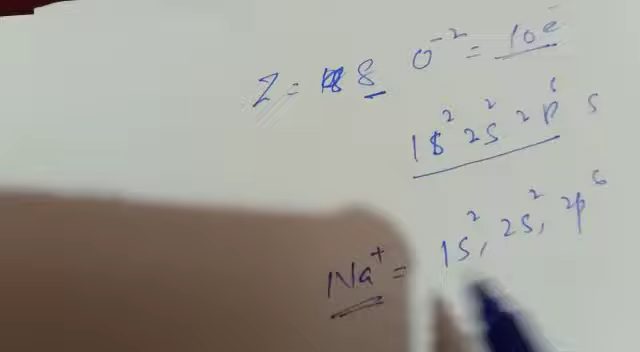 Z = 8 O⁻² = 10e⁻
1S² 2S² 2P⁶ S
Na⁺ = 1S², 2S², 2p⁶